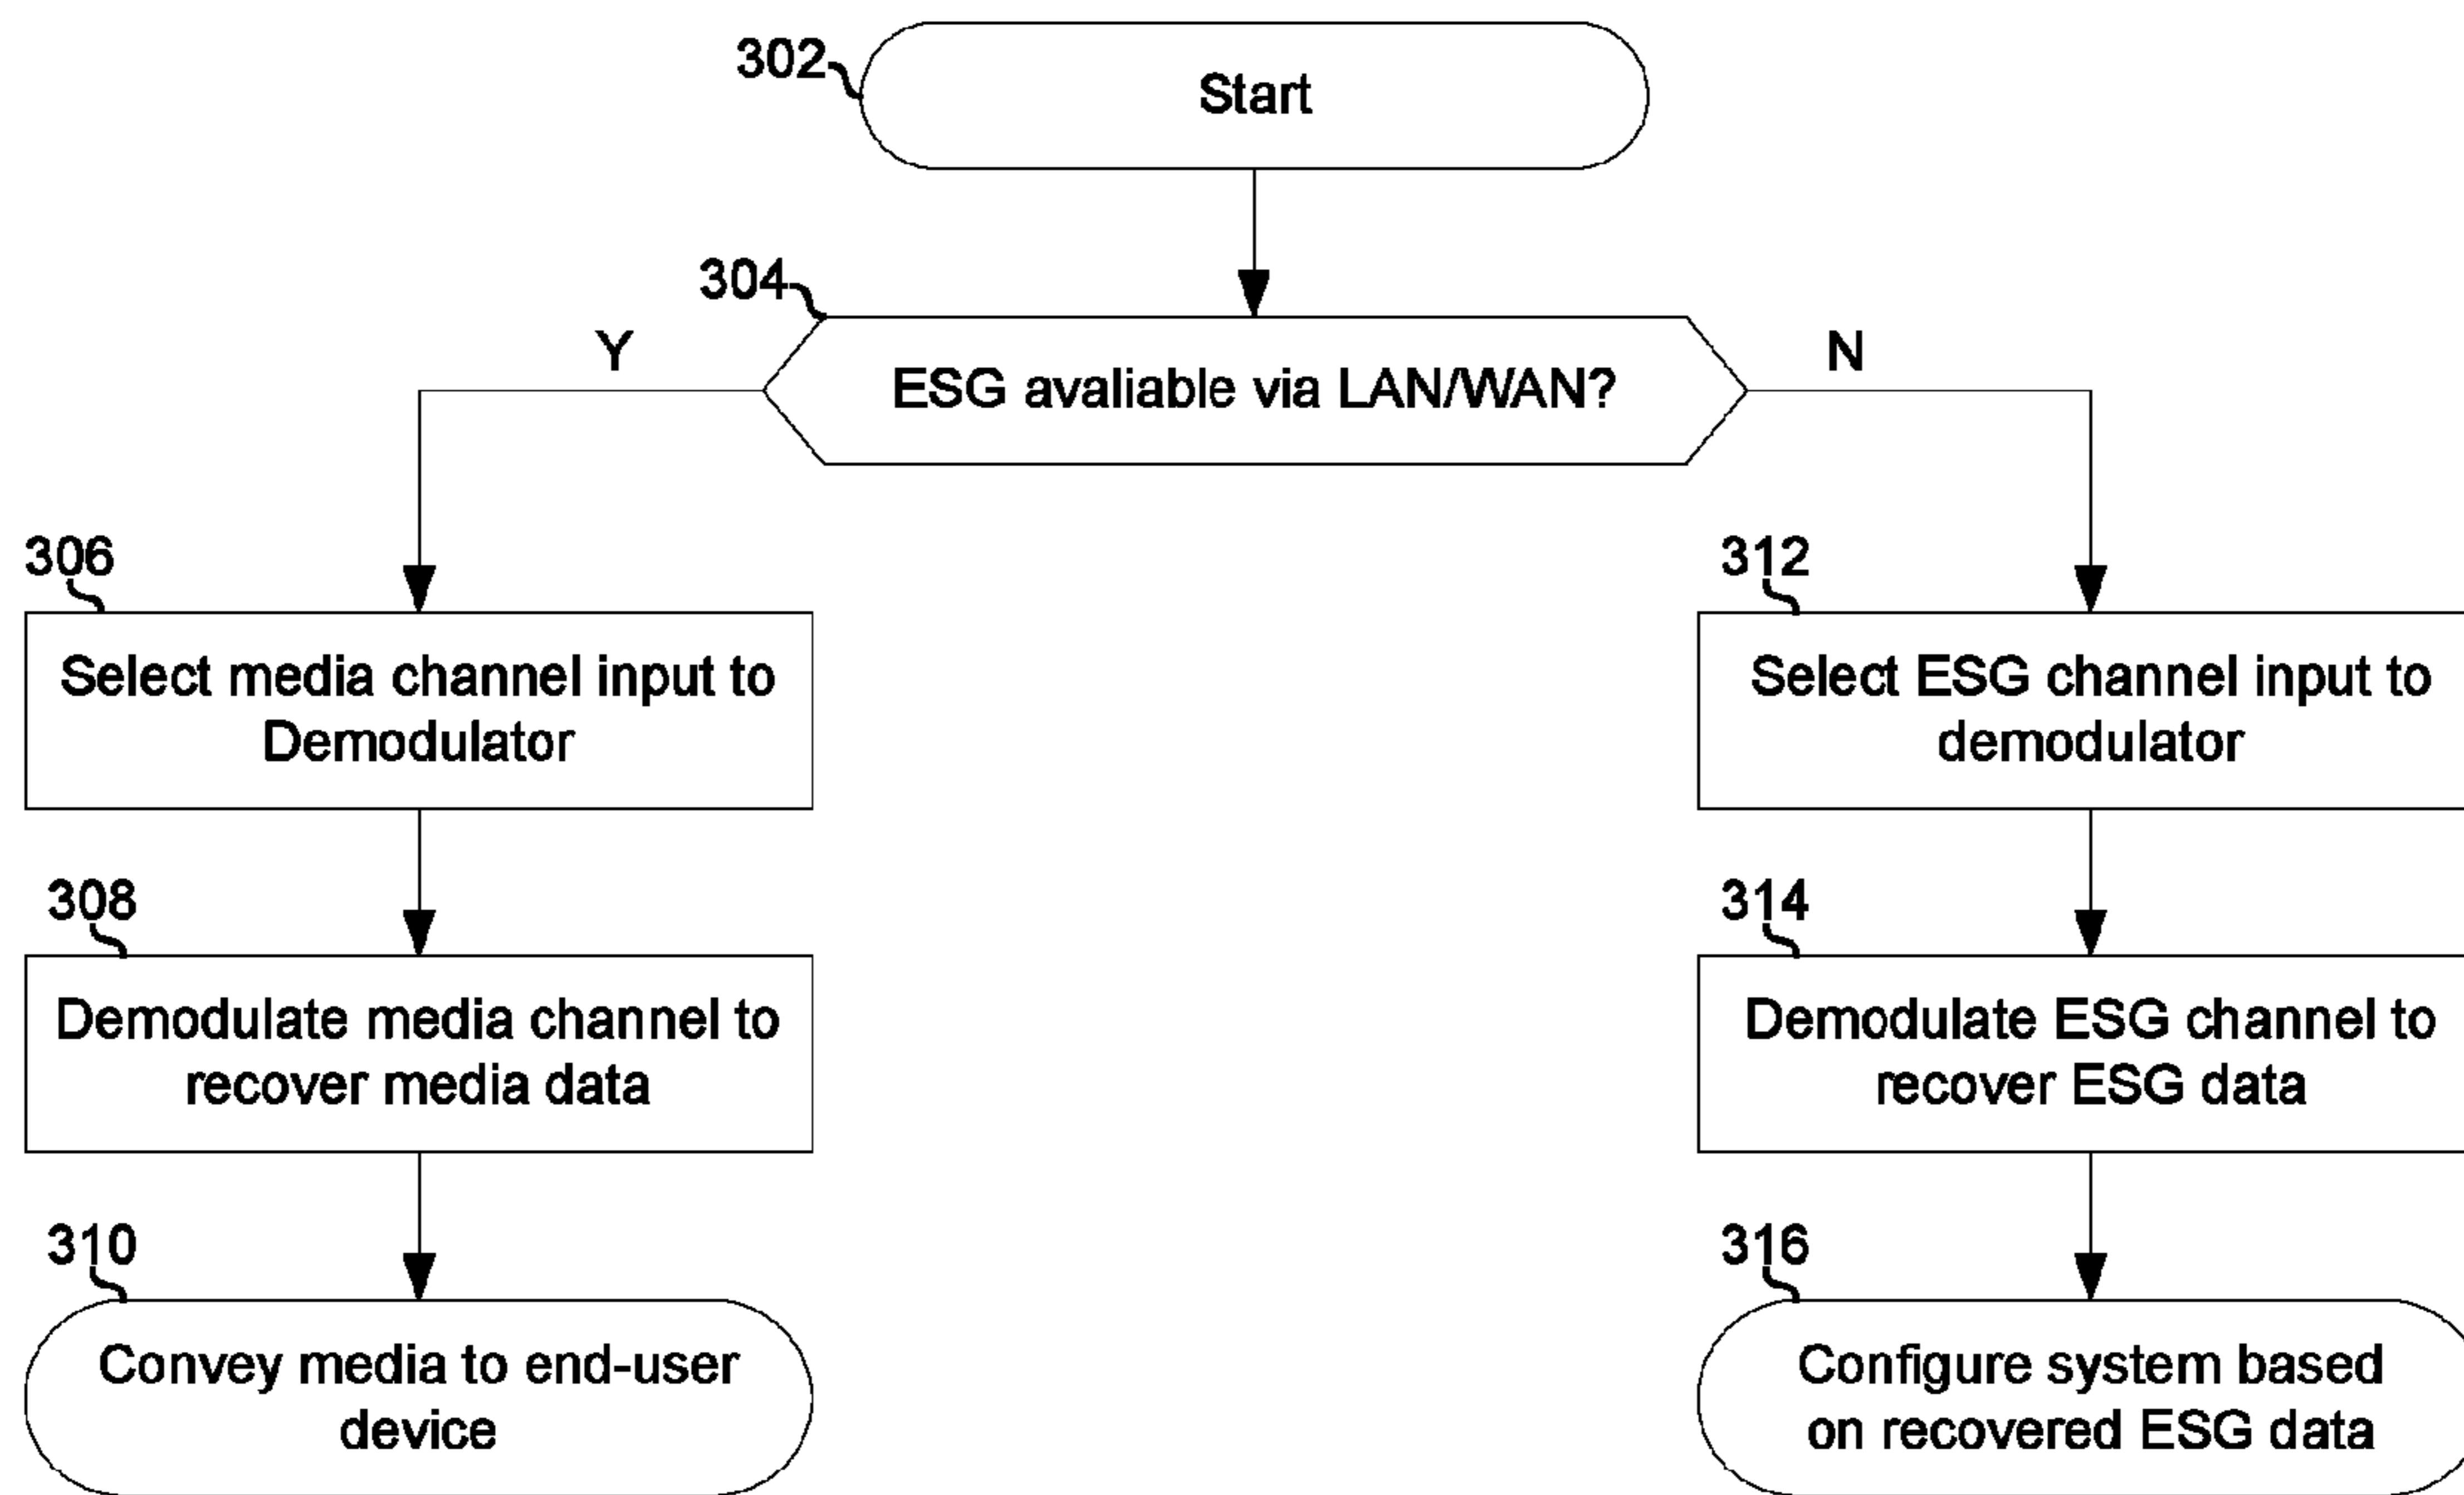 302
Start
304
Y
ESG avaliable via LAN/WAN?
N
306
Select media channel input to
Demodulator
312
Select ESG channel input to
demodulator
308
Demodulate media channel to
recover media data
314
Demodulate ESG channel to
recover ESG data
310
Convey media to end-user
device
316
Configure system based
on recovered ESG data